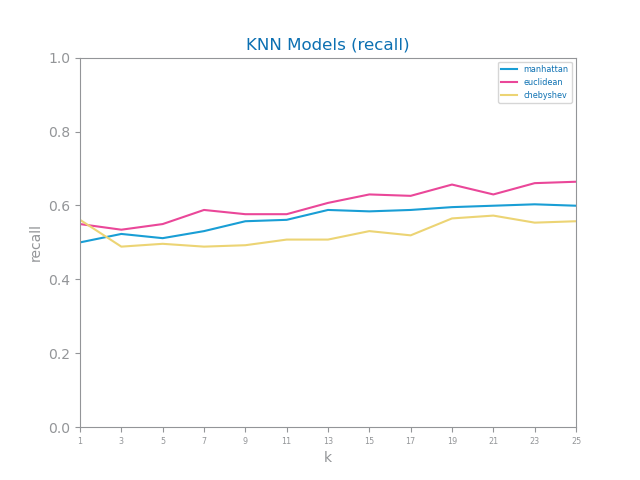 KNN Models (recall)
manhattan
euclidean
chebyshev
1.0
0.8
0.6
0.4
0.2
0.0
recall
1 3 5 7 9 11 13 15 17 19 21 23 25
k